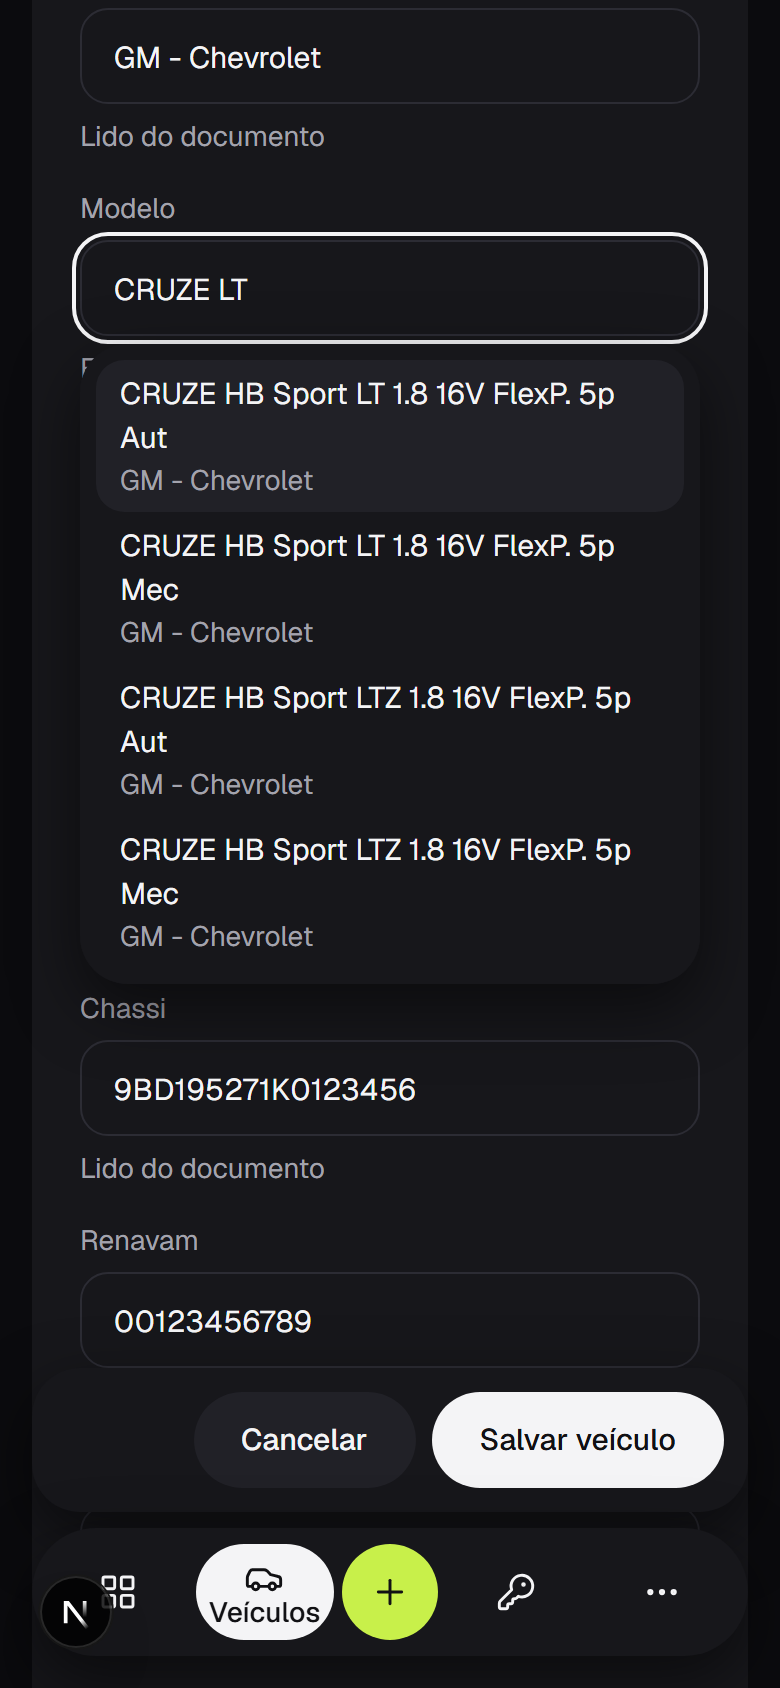 GM - Chevrolet
Lido do documento
Modelo
CRUZE LT
CRUZE HB Sport LT 1.8 16V FlexP. 5p
Aut
GM - Chevrolet
CRUZE HB Sport LT 1.8 16V FlexP. 5p
Mec
GM - Chevrolet
CRUZE HB Sport LTZ 1.8 16V FlexP. 5p
Aut
GM - Chevrolet
CRUZE HB Sport LTZ 1.8 16V FlexP. 5p
Mec
GM - Chevrolet
Chassi
9BD195271K0123456
Lido do documento
Renavam
00123456789
Cancelar
Salvar veículo
Veículos
N